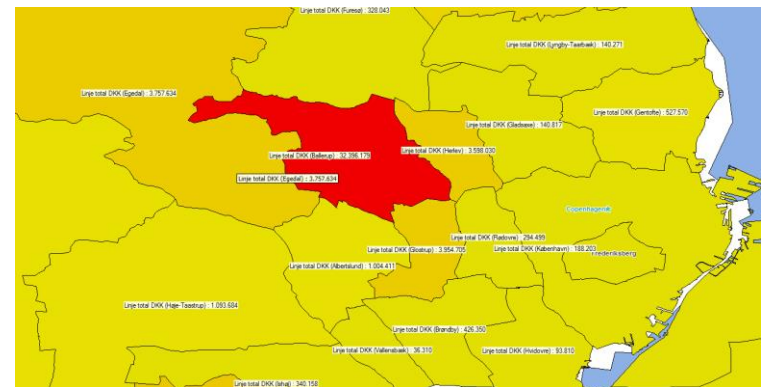 Linje total DKK (Furesø) : 328.043
Linje total DKK (Lyngby-Taarbæk) : 140.271
Linje total DKK (Egedal) : 3.757.634
Linje total DKK (Gentofte) : 527.570
Linje total DKK (Gladsaxe) : 140.817
Linje total DKK (Herlev) : 3.598.030
Linje total DKK (Ballerup) : 32.396.179
Linje total DKK (Egedal) : 3.757.634
Copenhagen
Linje total DKK (Rødovre) : 294.499
Linje total DKK (Glostrup) : 3.954.705
Linje total DKK (København) : 188.203
Frederiksberg
Linje total DKK (Albertslund) : 1.004.411
Linje total DKK (Høje-Taastrup) : 1.093.684
Linje total DKK (Brøndby) : 426.350
Linje total DKK (Vallensbæk) : 36.310
Linje total DKK (Hvidovre) : 93.810
Linje total DKK (Ishøj) : 340.158